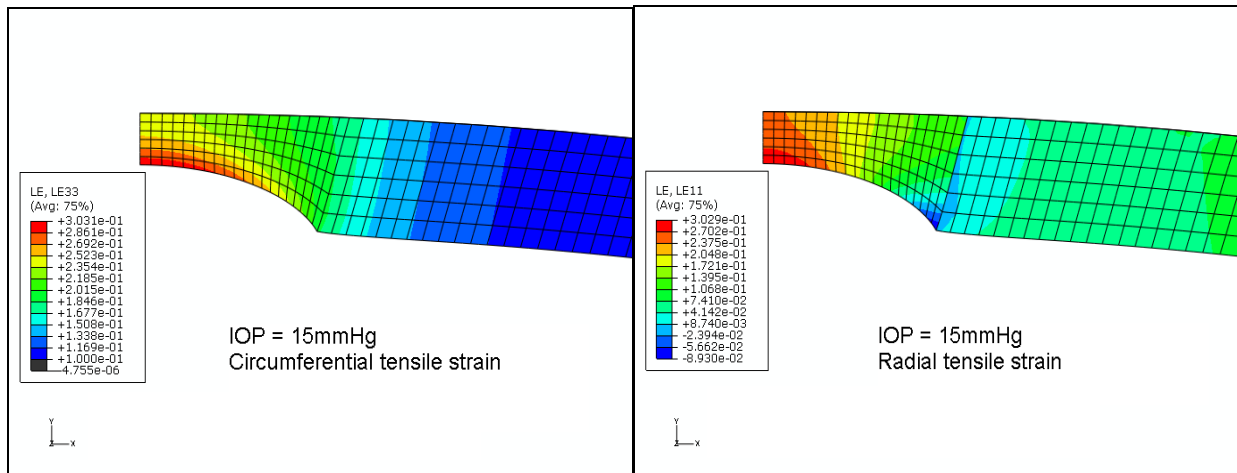 LE, LE33
(Avg: 75%)
+3.031e-01
+2.861e-01
+2.692e-01
+2.523e-01
+2.354e-01
+2.185e-01
+2.015e-01
+1.846e-01
+1.677e-01
+1.508e-01
+1.338e-01
+1.169e-01
+1.000e-01
-4.755e-06
IOP = 15mmHg
Circumferential tensile strain
Y
Z
X
LE, LE11
(Avg: 75%)
+3.029e-01
+2.702e-01
+2.375e-01
+2.048e-01
+1.721e-01
+1.395e-01
+1.068e-01
+7.410e-02
+4.142e-02
+8.740e-03
-2.394e-02
-5.662e-02
-8.930e-02
IOP = 15mmHg
Radial tensile strain
Y
Z
X